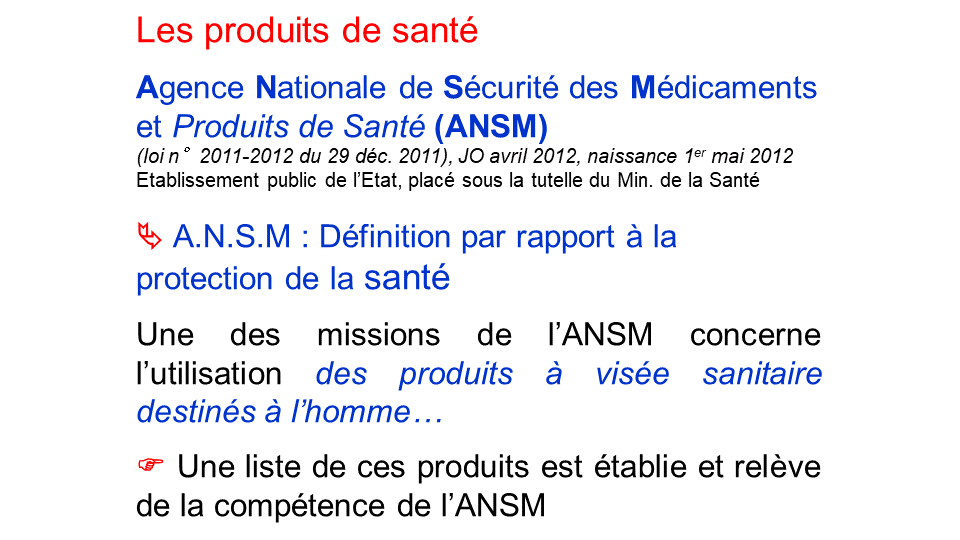 Les produits de santé
Agence Nationale de Sécurité des Médicaments
et Produits de Santé (ANSM)
(loi n° 2011-2012 du 29 déc. 2011), JO avril 2012, naissance 1er mai 2012
Etablissement public de l’Etat, placé sous la tutelle du Min. de la Santé
A.N.S.M : Définition par rapport à la
protection de la santé
Une des missions de l’ANSM concerne
l’utilisation des produits à visée sanitaire
destinés à l’homme…
Une liste de ces produits est établie et relève
de la compétence de l’ANSM